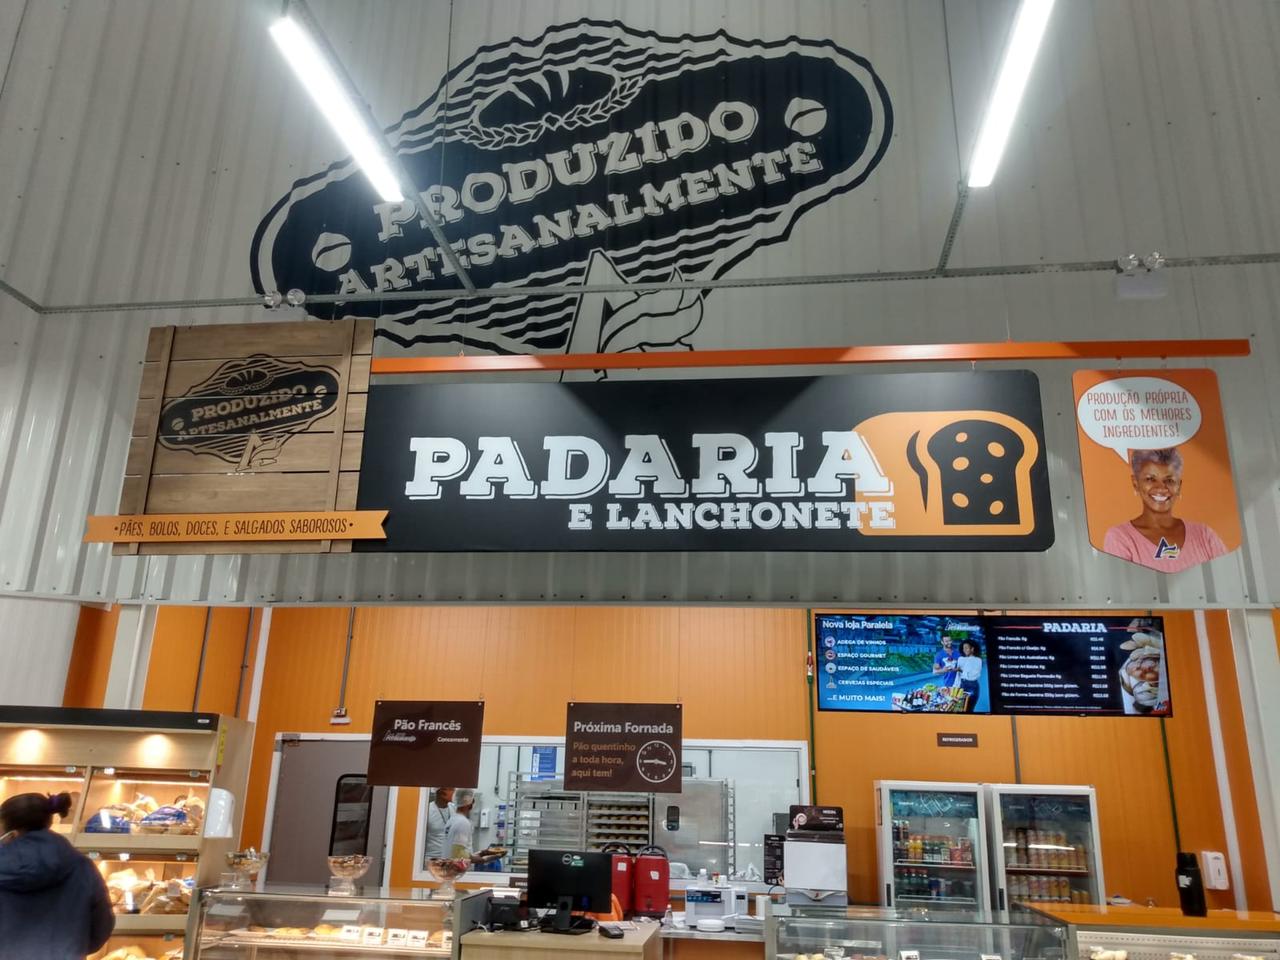 PRODUZIDO
ARTESANALMENTE
PRODUZIDO
ARTESANALMENTE
PADARIA
E LANCHONETE
•PÃES, BOLOS, DOCES, E SALGADOS SABOROSOS•
PRODUÇÃO PRÓPRIA
COM OS MELHORES
INGREDIENTES!
Nova loja Paralela
ADEGA DE VINHOS
ESPAÇO GOURMET
ESPAÇO DE SAUDÁVEIS
CERVEJAS ESPECIAIS
...E MUITO MAIS!
PADARIA
Pão Francês
Próxima Fornada
Pão quentinho
a toda hora,
aqui tem!
REFRIGERADOR